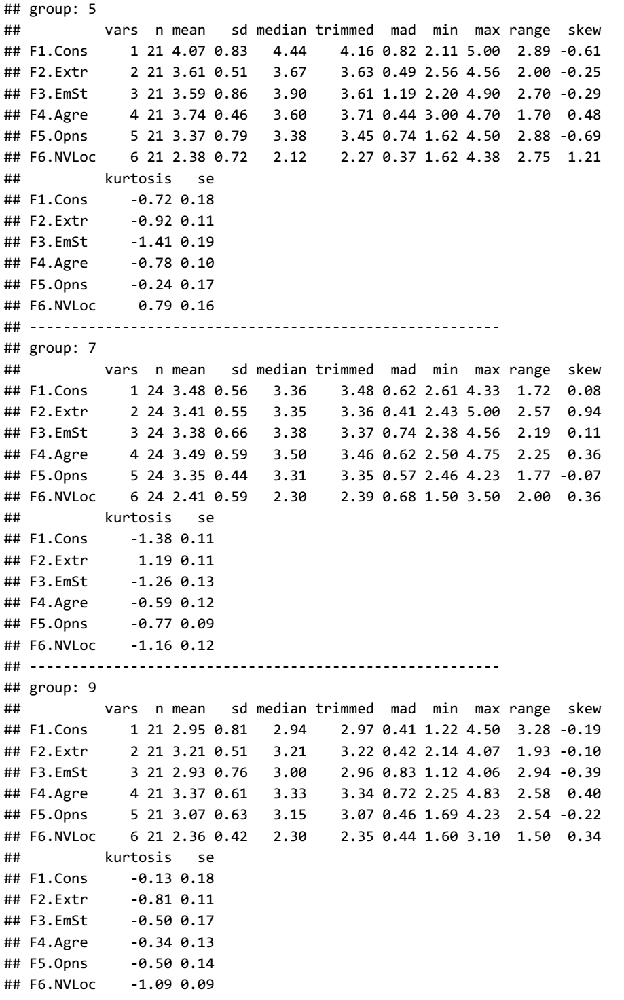 ## group: 5
##          vars  n mean   sd median trimmed  mad  min  max range  skew
## F1.Cons     1 21 4.07 0.83   4.44    4.16 0.82 2.11 5.00  2.89 -0.61
## F2.Extr     2 21 3.61 0.51   3.67    3.63 0.49 2.56 4.56  2.00 -0.25
## F3.EmSt     3 21 3.59 0.86   3.90    3.61 1.19 2.20 4.90  2.70 -0.29
## F4.Agre     4 21 3.74 0.46   3.60    3.71 0.44 3.00 4.70  1.70  0.48
## F5.Opns     5 21 3.37 0.79   3.38    3.45 0.74 1.62 4.50  2.88 -0.69
## F6.NVLoc    6 21 2.38 0.72   2.12    2.27 0.37 1.62 4.38  2.75  1.21
##          kurtosis   se
## F1.Cons     -0.72 0.18
## F2.Extr     -0.92 0.11
## F3.EmSt     -1.41 0.19
## F4.Agre     -0.78 0.10
## F5.Opns     -0.24 0.17
## F6.NVLoc     0.79 0.16
## --------------------------------------------------------
## group: 7
##          vars  n mean   sd median trimmed  mad  min  max range  skew
## F1.Cons     1 24 3.48 0.56   3.36    3.48 0.62 2.61 4.33  1.72  0.08
## F2.Extr     2 24 3.41 0.55   3.35    3.36 0.41 2.43 5.00  2.57  0.94
## F3.EmSt     3 24 3.38 0.66   3.38    3.37 0.74 2.38 4.56  2.19  0.11
## F4.Agre     4 24 3.49 0.59   3.50    3.46 0.62 2.50 4.75  2.25  0.36
## F5.Opns     5 24 3.35 0.44   3.31    3.35 0.57 2.46 4.23  1.77 -0.07
## F6.NVLoc    6 24 2.41 0.59   2.30    2.39 0.68 1.50 3.50  2.00  0.36
##          kurtosis   se
## F1.Cons     -1.38 0.11
## F2.Extr      1.19 0.11
## F3.EmSt     -1.26 0.13
## F4.Agre     -0.59 0.12
## F5.Opns     -0.77 0.09
## F6.NVLoc    -1.16 0.12
## --------------------------------------------------------
## group: 9
##          vars  n mean   sd median trimmed  mad  min  max range  skew
## F1.Cons     1 21 2.95 0.81   2.94    2.97 0.41 1.22 4.50  3.28 -0.19
## F2.Extr     2 21 3.21 0.51   3.21    3.22 0.42 2.14 4.07  1.93 -0.10
## F3.EmSt     3 21 2.93 0.76   3.00    2.96 0.83 1.12 4.06  2.94 -0.39
## F4.Agre     4 21 3.37 0.61   3.33    3.34 0.72 2.25 4.83  2.58  0.40
## F5.Opns     5 21 3.07 0.63   3.15    3.07 0.46 1.69 4.23  2.54 -0.22
## F6.NVLoc    6 21 2.36 0.42   2.30    2.35 0.44 1.60 3.10  1.50  0.34
##          kurtosis   se
## F1.Cons     -0.13 0.18
## F2.Extr     -0.81 0.11
## F3.EmSt     -0.50 0.17
## F4.Agre     -0.34 0.13
## F5.Opns     -0.50 0.14
## F6.NVLoc    -1.09 0.09